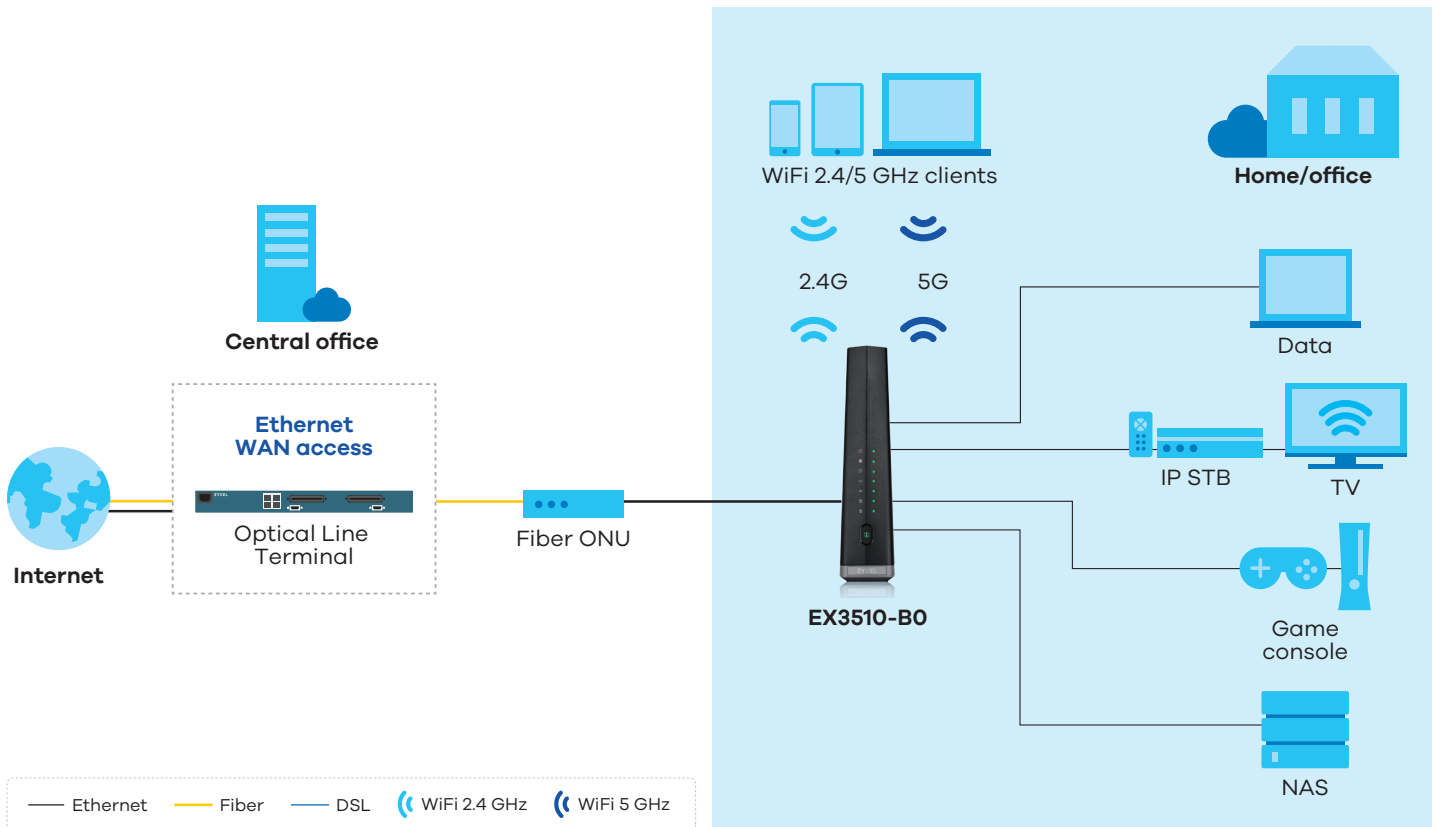 WiFi 2.4/5 GHz clients
Home/office
2.4G
5G
Data
IP STB
TV
Game
console
NAS
Central office
Ethernet
WAN access
ZYXEL
Optical Line
Terminal
Internet
Fiber ONU
ZYXEL
EX3510-B0
Ethernet
Fiber
DSL
WiFi 2.4 GHz
WiFi 5 GHz